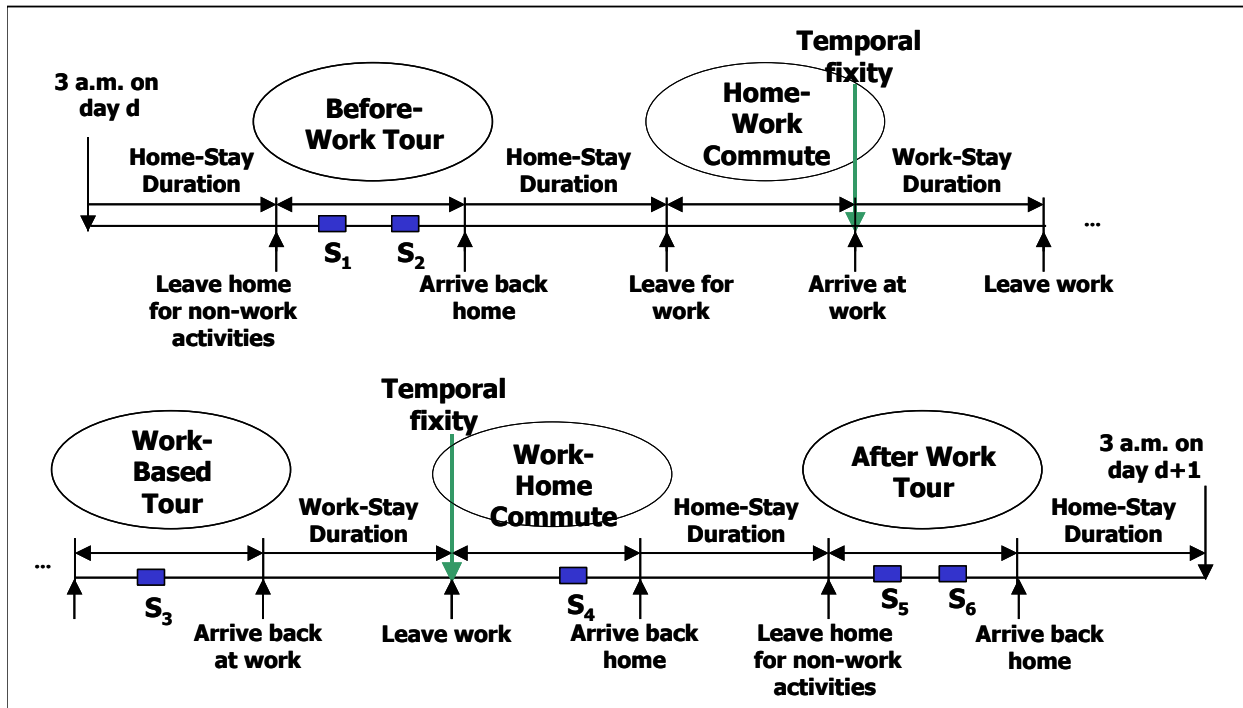 Temporal
fixity
3 a.m. on
day d
Before-
Work Tour
Home-
Work
Commute
Home-Stay
Duration
Home-Stay
Duration
Work-Stay
Duration
...
S1
S2
Leave home
for non-work
activities
Arrive back
home
Leave for
work
Arrive at
work
Leave work
Temporal
fixity
Work-
Based
Tour
Work-
Home
Commute
After Work
Tour
3 a.m. on
day d+1
Work-Stay
Duration
Home-Stay
Duration
Home-Stay
Duration
...
S3
S4
S5
S6
Arrive back
at work
Leave work
Arrive back
home
Leave home
for non-work
activities
Arrive back
home